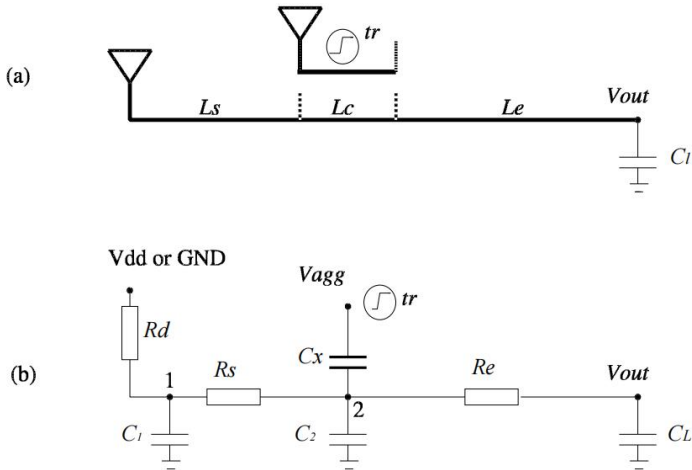 (a)
tr
Ls
Lc
Le
Vout
Cl
(b)
Vdd or GND
Vagg
tr
Rd
Cx
1
Rs
2
Re
Vout
C1
C2
CL